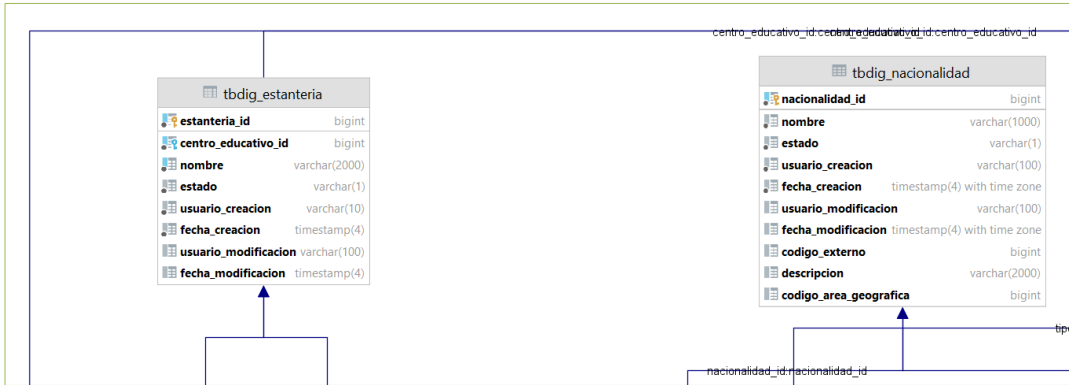 centro_educativo_id:centro_educativo_id:centro_educativo_id
tbdig_estanteria
estanteria_id bigint
centro_educativo_id bigint
nombre varchar(2000)
estado varchar(1)
usuario_creacion varchar(10)
fecha_creacion timestamp(4)
usuario_modificacion varchar(100)
fecha_modificacion timestamp(4)
tbdig_nacionalidad
nacionalidad_id bigint
nombre varchar(1000)
estado varchar(1)
usuario_creacion varchar(100)
fecha_creacion timestamp(4) with time zone
usuario_modificacion varchar(100)
fecha_modificacion timestamp(4) with time zone
codigo_externo bigint
descripcion varchar(2000)
codigo_area_geografica bigint
tipo
nacionalidad_id:nacionalidad_id